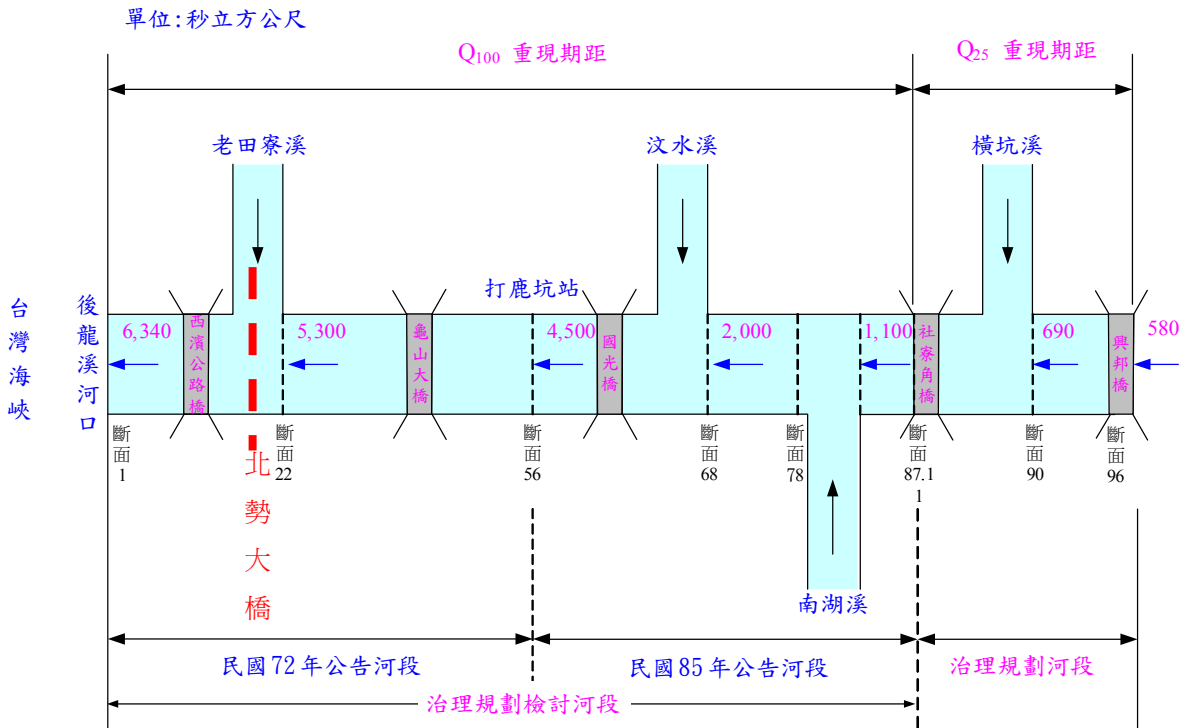 單位:秒立方公尺
Q100 重現期距
Q25 重現期距
老田寮溪
汶水溪
橫坑溪
打鹿坑站
台灣海峽
後龍溪河口
6,340
西濱公路橋
5,300
龜山大橋
4,500
國光橋
2,000
1,100
社寮角橋
690
興邦橋
580
斷面 1
斷面 22
斷面 56
斷面 68
斷面 78
斷面 87.11
斷面 90
斷面 96
北勢大橋
南湖溪
民國72年公告河段
民國85年公告河段
治理規劃河段
治理規劃檢討河段